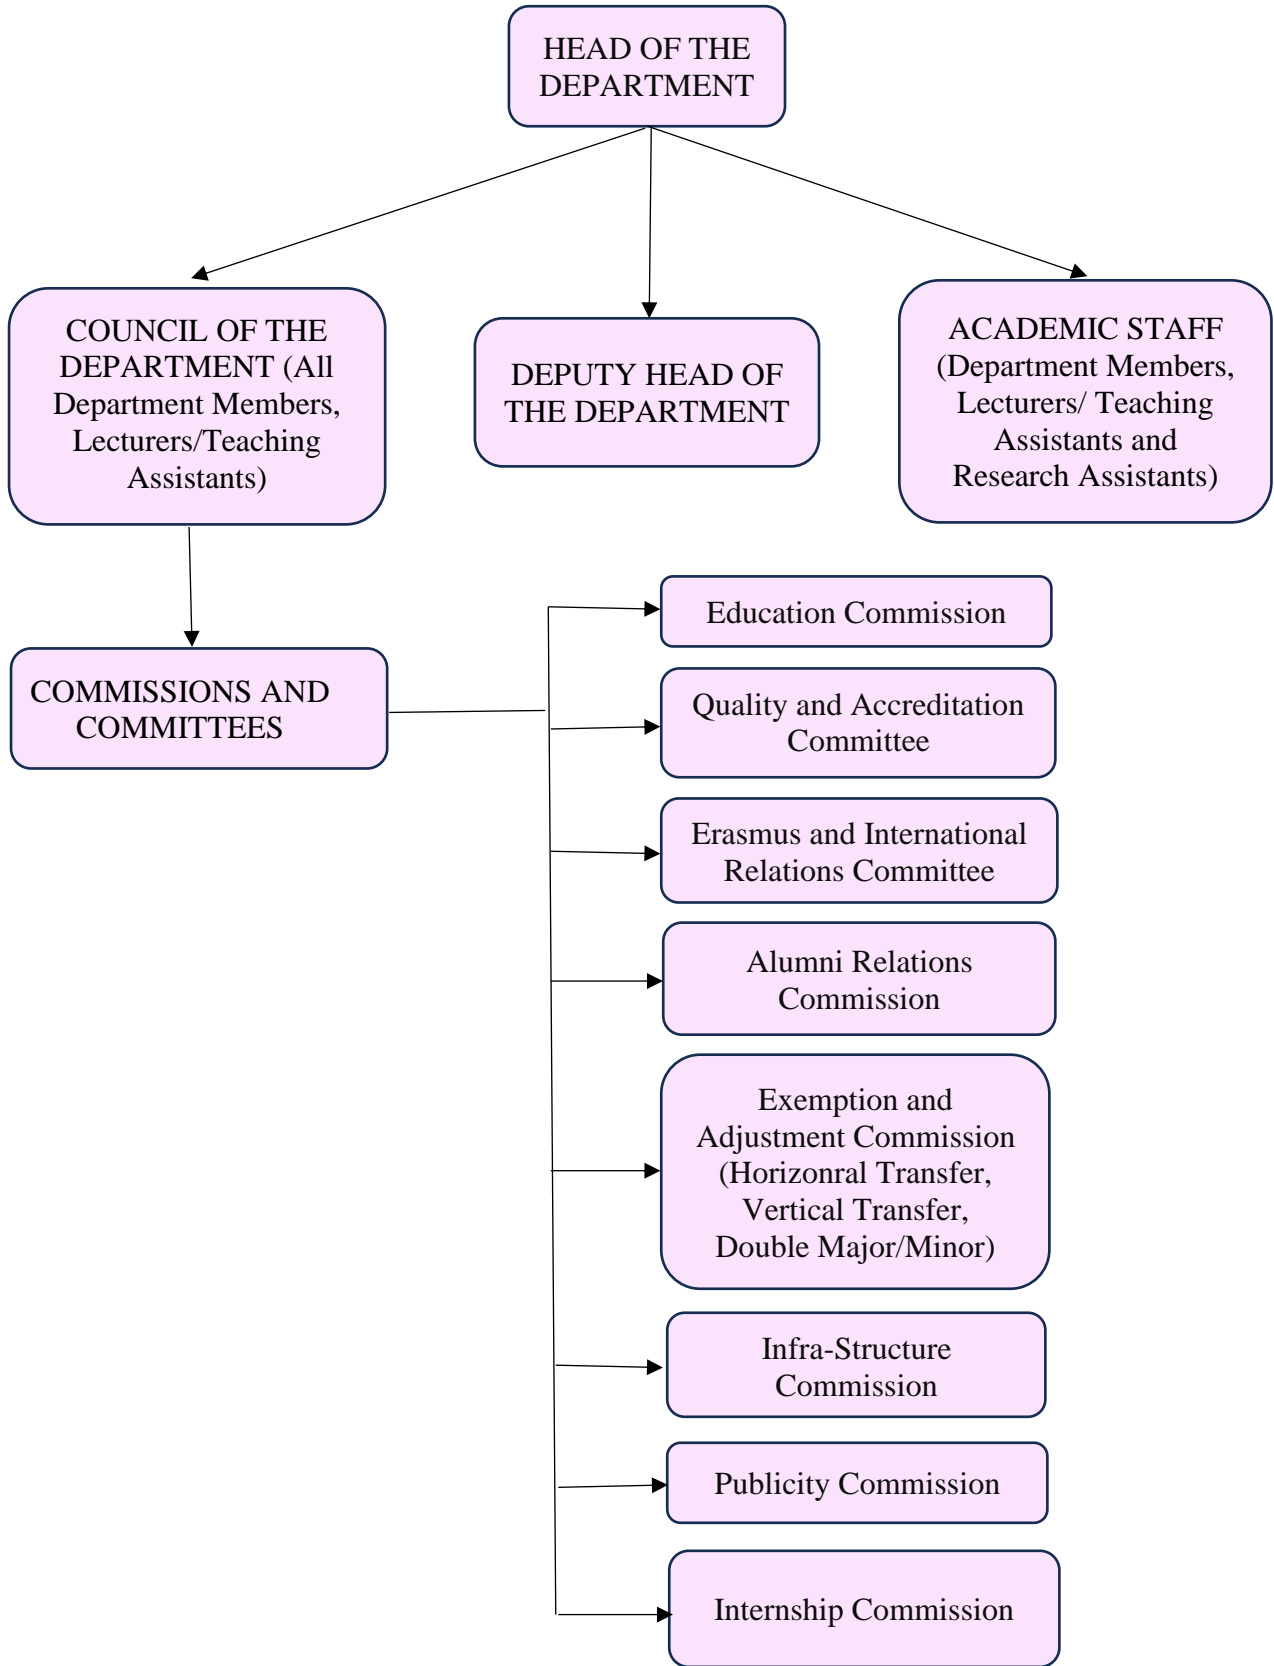 HEAD OF THE
DEPARTMENT
COUNCIL OF THE
DEPARTMENT (All
Department Members,
Lecturers/Teaching
Assistants)
DEPUTY HEAD OF
THE DEPARTMENT
ACADEMIC STAFF
(Department Members,
Lecturers/ Teaching
Assistants and
Research Assistants)
COMMISSIONS AND
COMMITTEES
Education Commission
Quality and Accreditation
Committee
Erasmus and International
Relations Committee
Alumni Relations
Commission
Exemption and
Adjustment Commission
(Horizonral Transfer,
Vertical Transfer,
Double Major/Minor)
Infra-Structure
Commission
Publicity Commission
Internship Commission